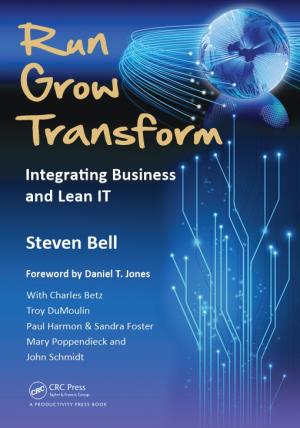 Run
Grow
Transform
Integrating Business
and Lean IT
Steven Bell
Foreword by Daniel T. Jones
With Charles Betz
Troy DuMoulin
Paul Harmon & Sandra Foster
Mary Poppendieck and
John Schmidt
CRC
CRC Press
Taylor & Francis Group
A PRODUCTIVITY PRESS BOOK